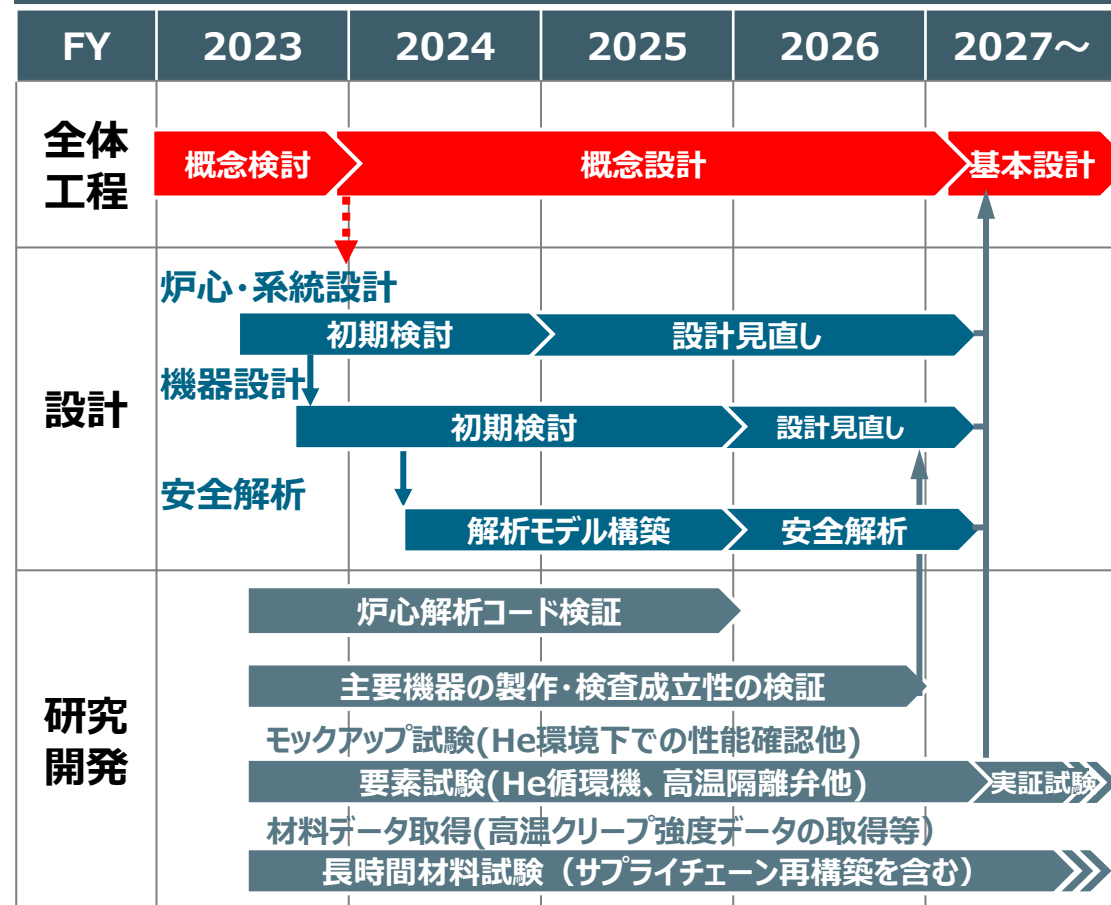 FY 2023 2024 2025 2026 2027～
全体
工程
概念検討 概念設計 基本設計
設計
炉心・系統設計
初期検討 設計見直し
機器設計
初期検討 設計見直し
安全解析
解析モデル構築 安全解析
研究
開発
炉心解析コード検証
主要機器の製作・検査成立性の検証
モックアップ試験(He環境下での性能確認他)
要素試験(He循環機、高温隔離弁他) 実証試験
材料データ取得(高温クリープ強度データの取得等）
長時間材料試験（サプライチェーン再構築を含む）